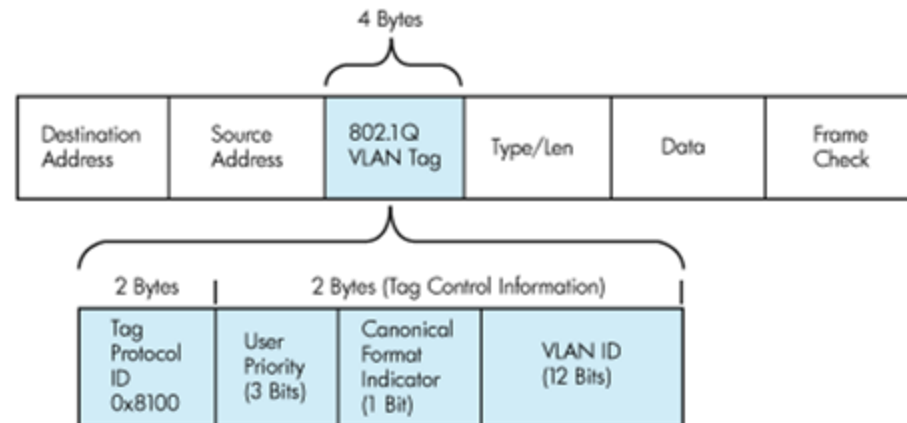 4 Bytes
Destination
Address
Source
Address
802.1Q
VLAN Tag
Type/Len
Data
Frame
Check
2 Bytes
2 Bytes (Tag Control Information)
Tag
Protocol
ID
0x8100
User
Priority
(3 Bits)
Canonical
Format
Indicator
(1 Bit)
VLAN ID
(12 Bits)